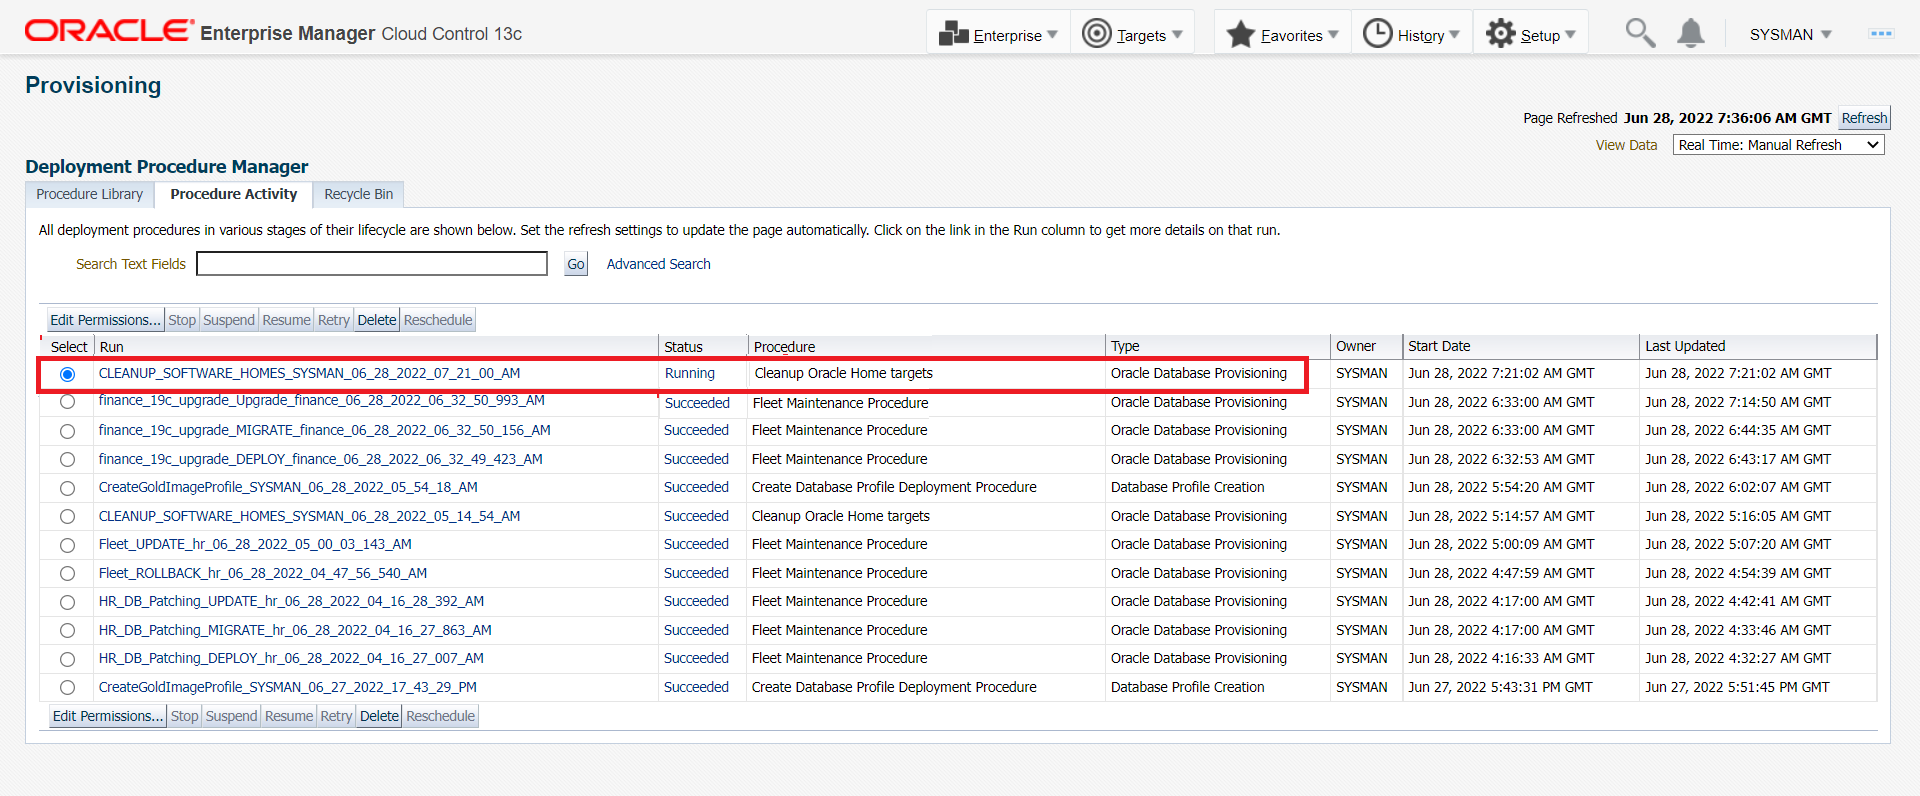 ORACLE Enterprise Manager Cloud Control 13c Enterprise Targets Favorites History Setup SYSMAN
Provisioning
Page Refreshed Jun 28, 2022 7:36:06 AM GMT Refresh
View Data Real Time: Manual Refresh
Deployment Procedure Manager
Procedure Library Procedure Activity Recycle Bin
All deployment procedures in various stages of their lifecycle are shown below. Set the refresh settings to update the page automatically. Click on the link in the Run column to get more details on that run.
Search Text Fields Go Advanced Search
Edit Permissions... Stop Suspend Resume Retry Delete Reschedule
Select Run Status Procedure Type Owner Start Date Last Updated
CLEANUP_SOFTWARE_HOMES_SYSMAN_06_28_2022_07_21_00_AM Running Cleanup Oracle Home targets Oracle Database Provisioning SYSMAN Jun 28, 2022 7:21:02 AM GMT Jun 28, 2022 7:21:02 AM GMT
finance_19c_upgrade_Upgrade_finance_06_28_2022_06_32_50_993_AM Succeeded Fleet Maintenance Procedure Oracle Database Provisioning SYSMAN Jun 28, 2022 6:33:00 AM GMT Jun 28, 2022 7:14:50 AM GMT
finance_19c_upgrade_MIGRATE_finance_06_28_2022_06_32_50_156_AM Succeeded Fleet Maintenance Procedure Oracle Database Provisioning SYSMAN Jun 28, 2022 6:33:00 AM GMT Jun 28, 2022 6:44:35 AM GMT
finance_19c_upgrade_DEPLOY_finance_06_28_2022_06_32_49_423_AM Succeeded Fleet Maintenance Procedure Oracle Database Provisioning SYSMAN Jun 28, 2022 6:32:53 AM GMT Jun 28, 2022 6:43:17 AM GMT
CreateGoldImageProfile_SYSMAN_06_28_2022_05_54_18_AM Succeeded Create Database Profile Deployment Procedure Database Profile Creation SYSMAN Jun 28, 2022 5:54:20 AM GMT Jun 28, 2022 6:02:07 AM GMT
CLEANUP_SOFTWARE_HOMES_SYSMAN_06_28_2022_05_14_54_AM Succeeded Cleanup Oracle Home targets Oracle Database Provisioning SYSMAN Jun 28, 2022 5:14:57 AM GMT Jun 28, 2022 5:16:05 AM GMT
Fleet_UPDATE_hr_06_28_2022_05_00_03_143_AM Succeeded Fleet Maintenance Procedure Oracle Database Provisioning SYSMAN Jun 28, 2022 5:00:09 AM GMT Jun 28, 2022 5:07:20 AM GMT
Fleet_ROLLBACK_hr_06_28_2022_04_47_56_540_AM Succeeded Fleet Maintenance Procedure Oracle Database Provisioning SYSMAN Jun 28, 2022 4:47:59 AM GMT Jun 28, 2022 4:54:39 AM GMT
HR_DB_Patching_UPDATE_hr_06_28_2022_04_16_28_392_AM Succeeded Fleet Maintenance Procedure Oracle Database Provisioning SYSMAN Jun 28, 2022 4:17:00 AM GMT Jun 28, 2022 4:42:41 AM GMT
HR_DB_Patching_MIGRATE_hr_06_28_2022_04_16_27_863_AM Succeeded Fleet Maintenance Procedure Oracle Database Provisioning SYSMAN Jun 28, 2022 4:17:00 AM GMT Jun 28, 2022 4:33:46 AM GMT
HR_DB_Patching_DEPLOY_hr_06_28_2022_04_16_27_007_AM Succeeded Fleet Maintenance Procedure Oracle Database Provisioning SYSMAN Jun 28, 2022 4:16:33 AM GMT Jun 28, 2022 4:32:27 AM GMT
CreateGoldImageProfile_SYSMAN_06_27_2022_17_43_29_PM Succeeded Create Database Profile Deployment Procedure Database Profile Creation SYSMAN Jun 27, 2022 5:43:31 PM GMT Jun 27, 2022 5:51:45 PM GMT
Edit Permissions... Stop Suspend Resume Retry Delete Reschedule